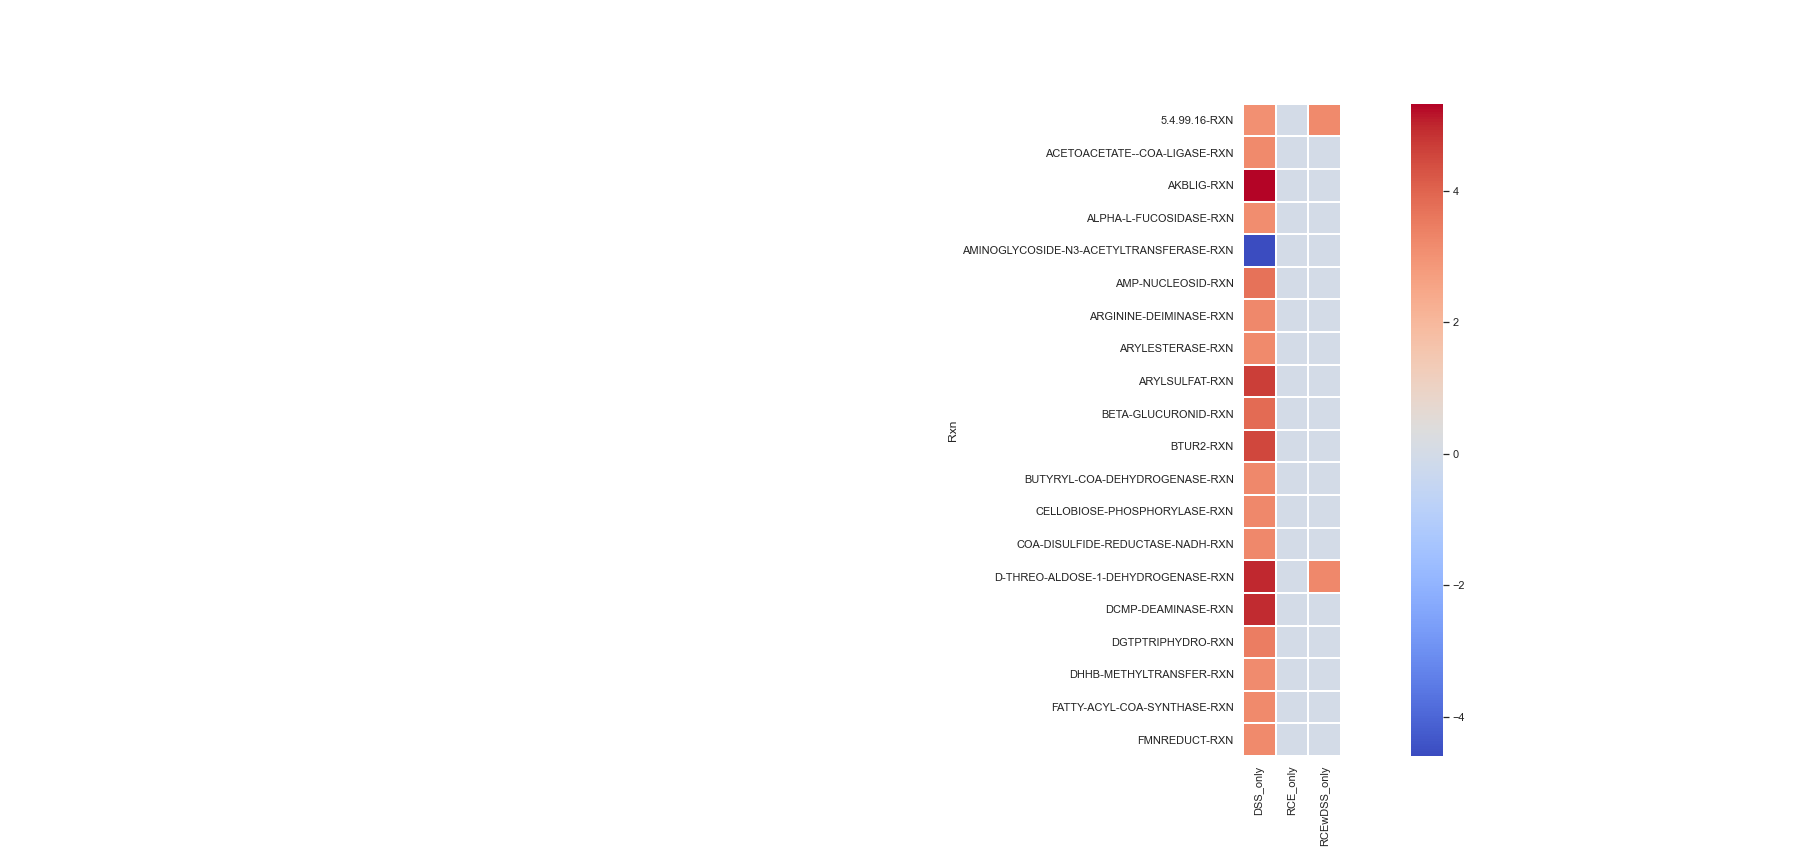 5.4.99.16-RXN
ACETOACETATE--COA-LIGASE-RXN
AKBLIG-RXN
ALPHA-L-FUCOSIDASE-RXN
AMINOGLYCOSIDE-N3-ACETYLTRANSFERASE-RXN
AMP-NUCLEOSID-RXN
ARGININE-DEIMINASE-RXN
ARYLESTERASE-RXN
ARYLSULFAT-RXN
BETA-GLUCURONID-RXN
BTUR2-RXN
BUTYRYL-COA-DEHYDROGENASE-RXN
CELLOBIOSE-PHOSPHORYLASE-RXN
COA-DISULFIDE-REDUCTASE-NADH-RXN
D-THREO-ALDOSE-1-DEHYDROGENASE-RXN
DCMP-DEAMINASE-RXN
DGTPTRIPHYDRO-RXN
DHHB-METHYLTRANSFER-RXN
FATTY-ACYL-COA-SYNTHASE-RXN
FMNREDUCT-RXN
Rxn
DSS_only
RCE_only
RCEwDSS_only
4
2
0
−2
−4